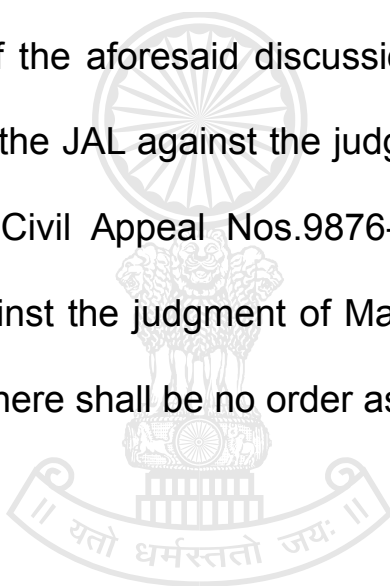 f the aforesaid discussi
the JAL against the judg
Civil Appeal Nos.9876-
inst the judgment of Ma
here shall be no order as
॥ यतो धर्मस्ततो जयः ॥